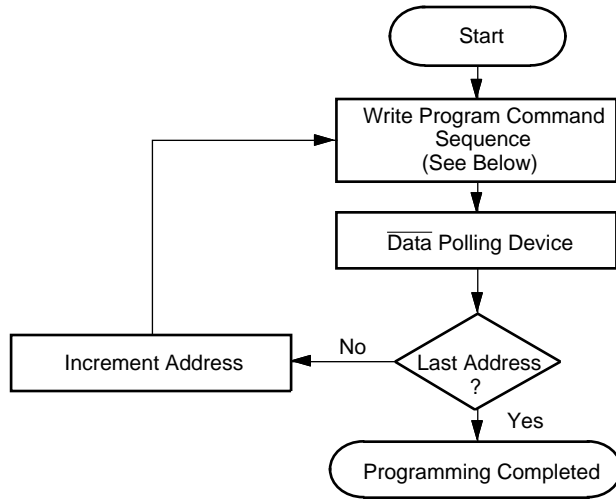 Start
Write Program Command
Sequence
(See Below)
Data Polling Device
Increment Address
No
Last Address
?
Yes
Programming Completed